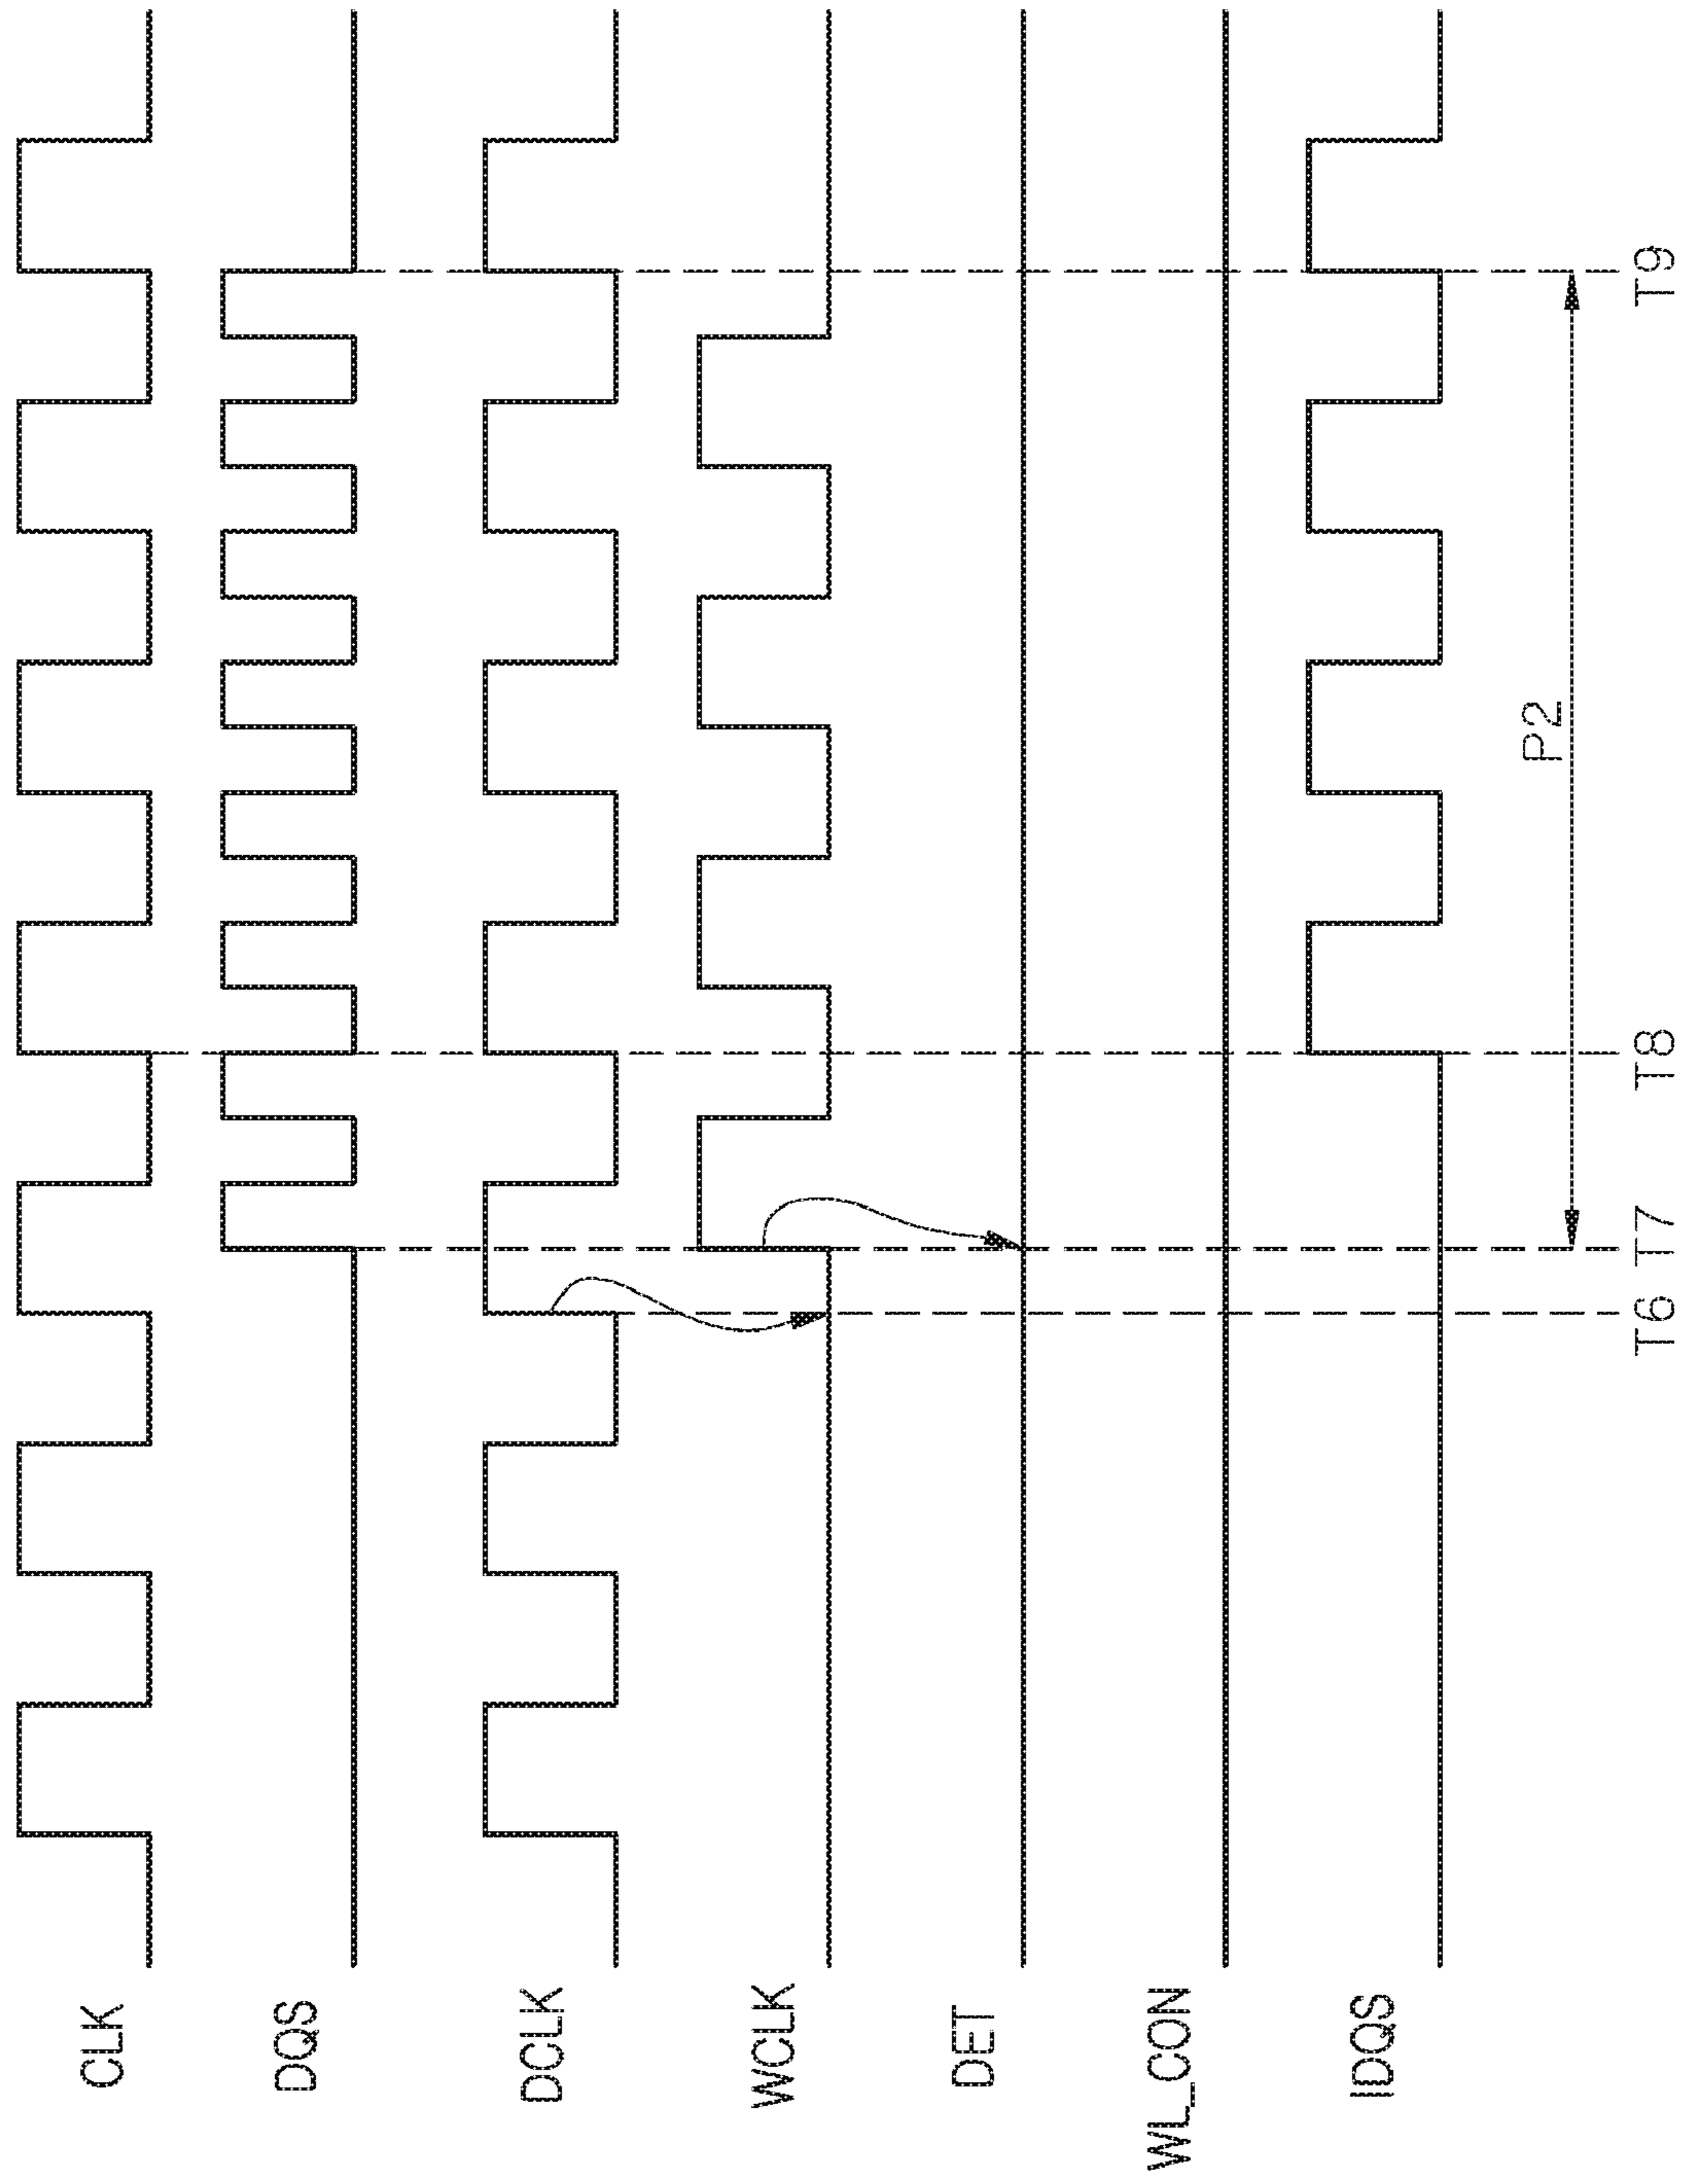 CLK
DQS
DCLK
WCLK
DET
WL_CON
IDQS
P2
T6 T7 T8 T9